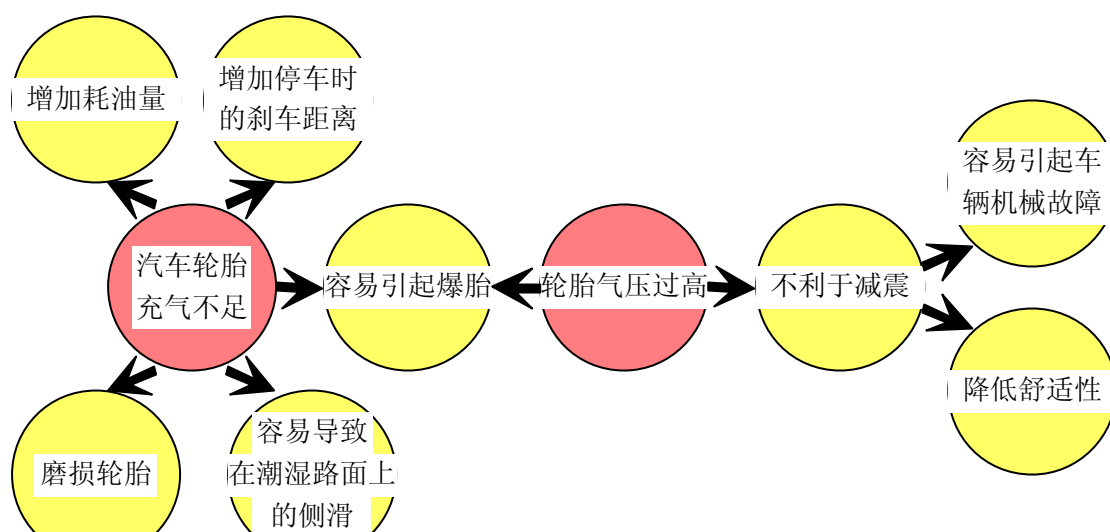 增加耗油量
增加停车时
的刹车距离
容易引起车
辆机械故障
汽车轮胎
充气不足
容易引起爆胎
轮胎气压过高
不利于减震
降低舒适性
磨损轮胎
容易导致
在潮湿路面上
的侧滑